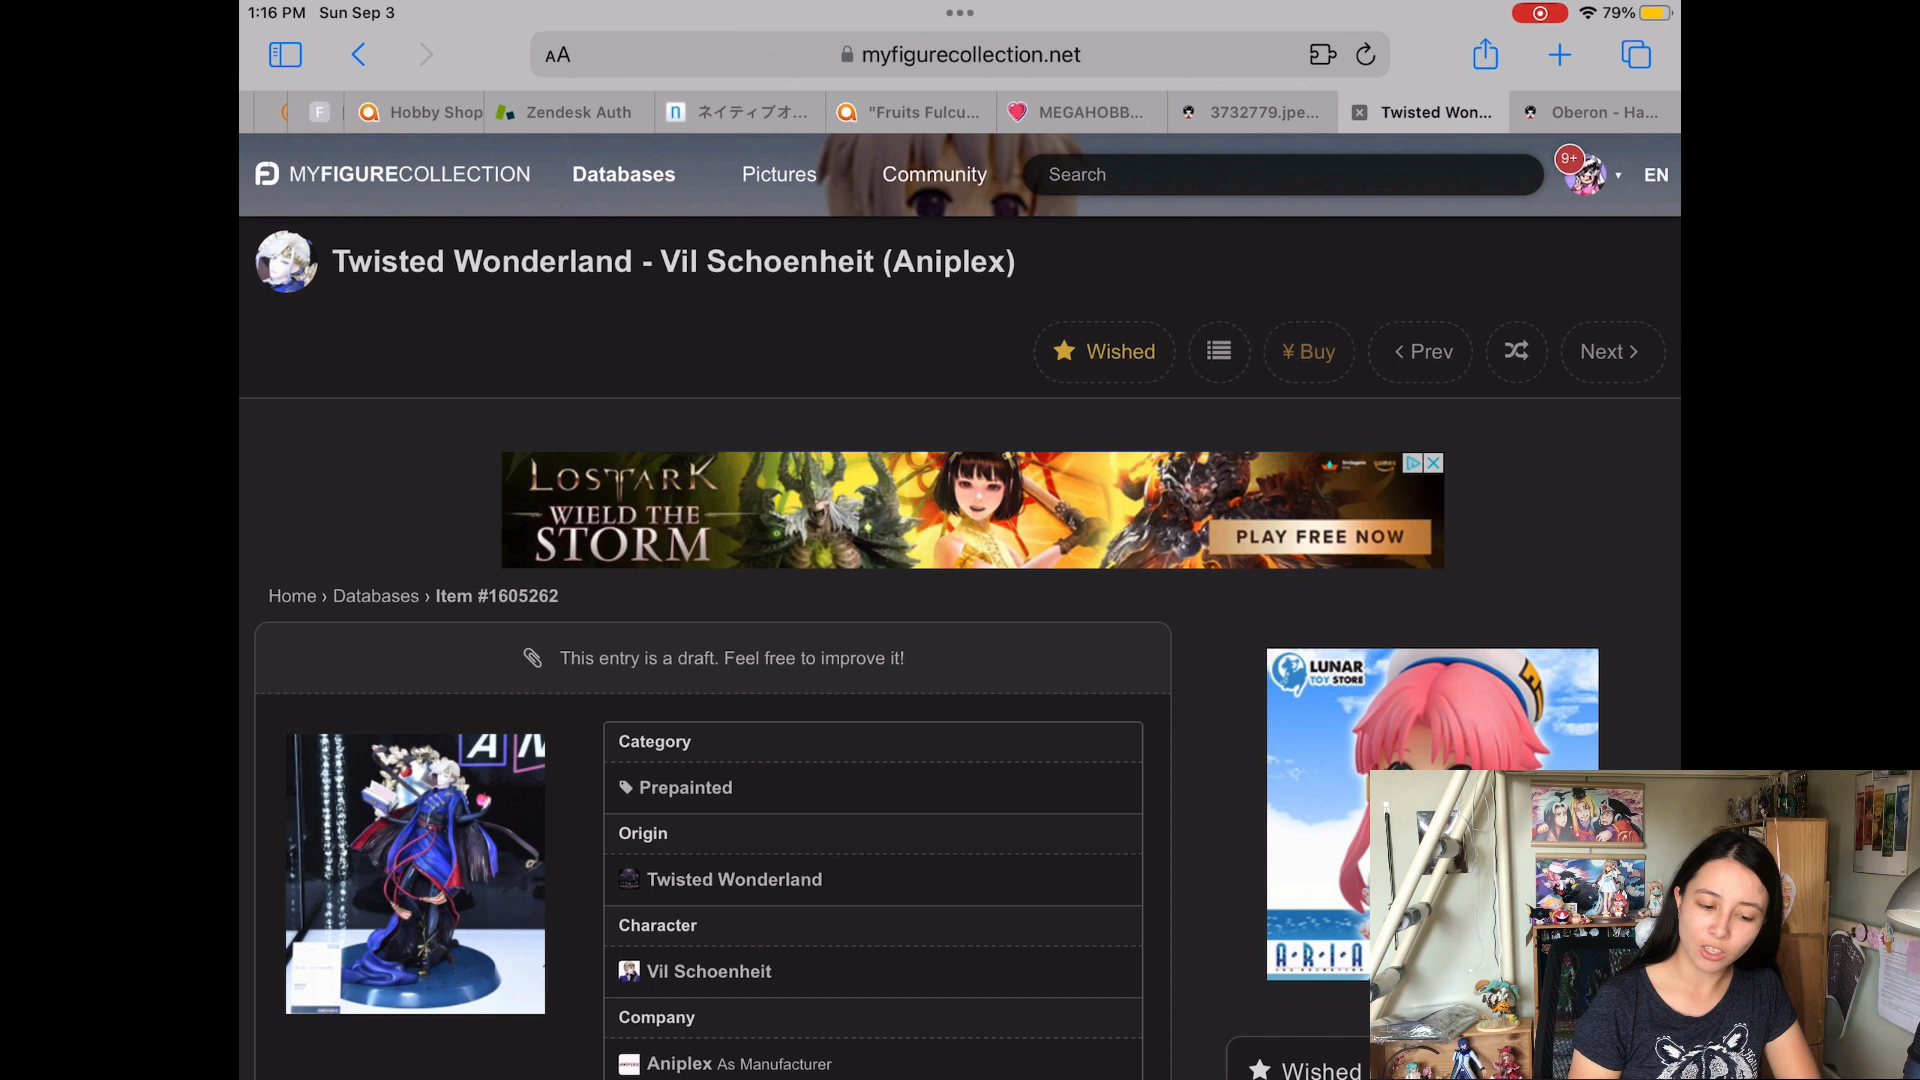 1:16 PM Sun Sep 3
79%
AA
myfigurecollection.net
F
Hobby Shop
Zendesk Auth
n
ネイティブオ...
"Fruits Fulcu...
MEGAHOBB...
3732779.jpe...
Twisted Won...
Oberon - Ha...
MYFIGURECOLLECTION
Databases
Pictures
Community
Search
9+
EN
Twisted Wonderland - Vil Schoenheit (Aniplex)
Wished
¥ Buy
‹ Prev
Next ›
LOST ARK
WIELD THE
STORM
PLAY FREE NOW
Home › Databases › Item #1605262
This entry is a draft. Feel free to improve it!
LUNAR
TOY STORE
Category
Prepainted
Origin
Twisted Wonderland
Character
Vil Schoenheit
Company
Aniplex As Manufacturer
A·R·I·A
Wished